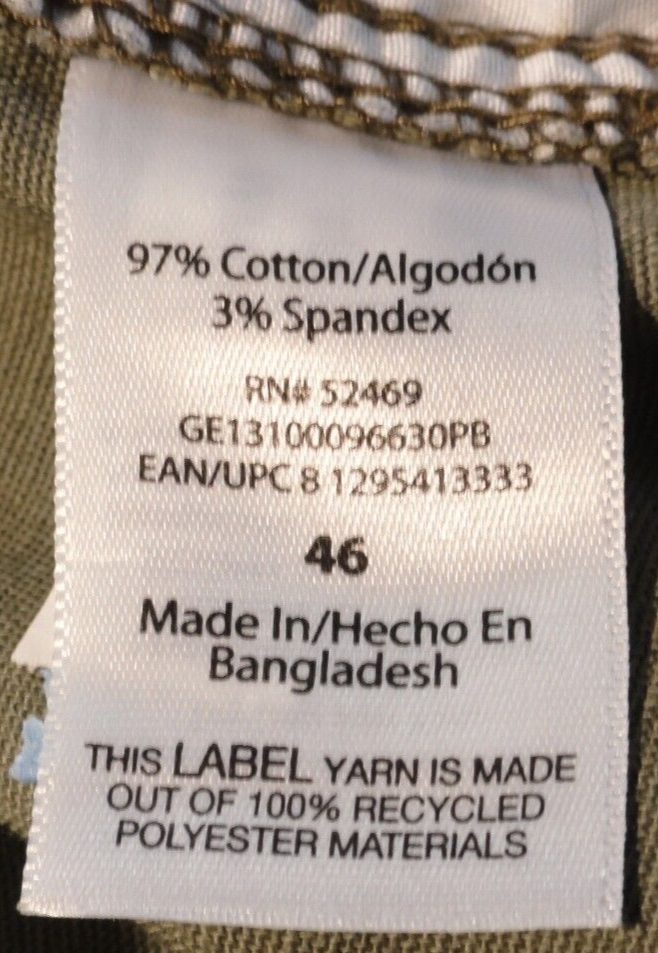 97% Cotton/Algodón
3% Spandex
RN# 52469
GE13100096630PB
EAN/UPC 8 1295413333
46
Made In/Hecho En
Bangladesh
THIS LABEL YARN IS MADE
OUT OF 100% RECYCLED
POLYESTER MATERIALS